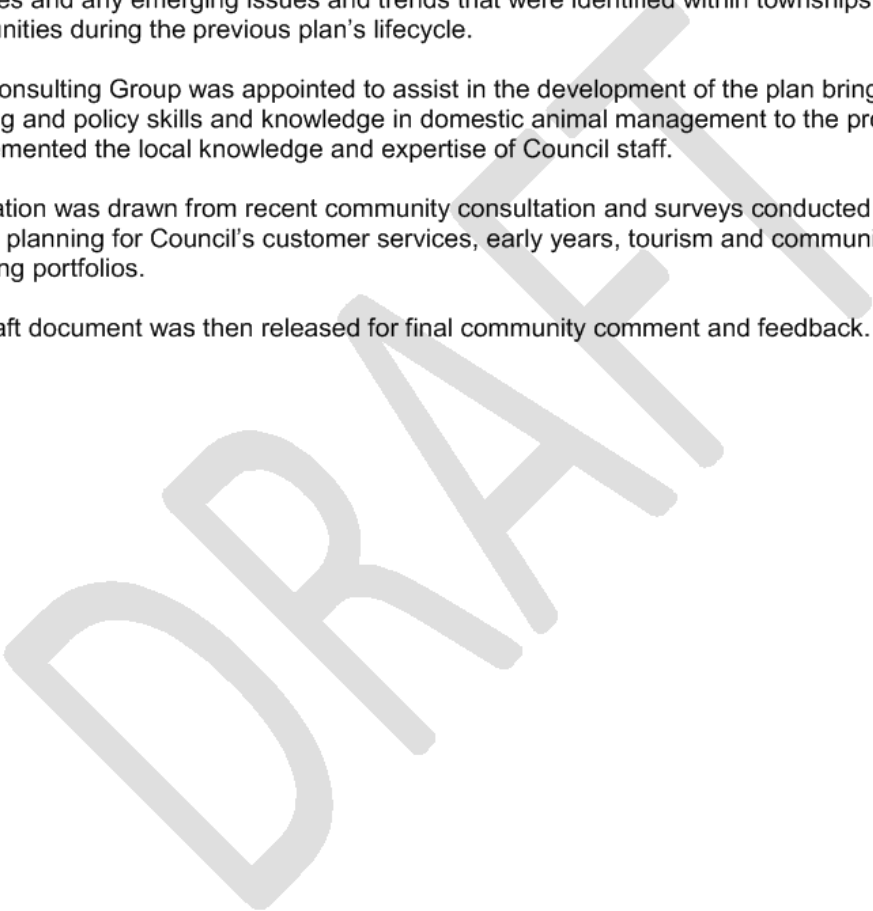 es and any emerging issues and trends that were identified within townships
nities during the previous plan's lifecycle.
onsulting Group was appointed to assist in the development of the plan bring
g and policy skills and knowledge in domestic animal management to the pro
mented the local knowledge and expertise of Council staff.
ation was drawn from recent community consultation and surveys conducted
planning for Council's customer services, early years, tourism and communi
ng portfolios.
aft document was then released for final community comment and feedback.
DRAFT